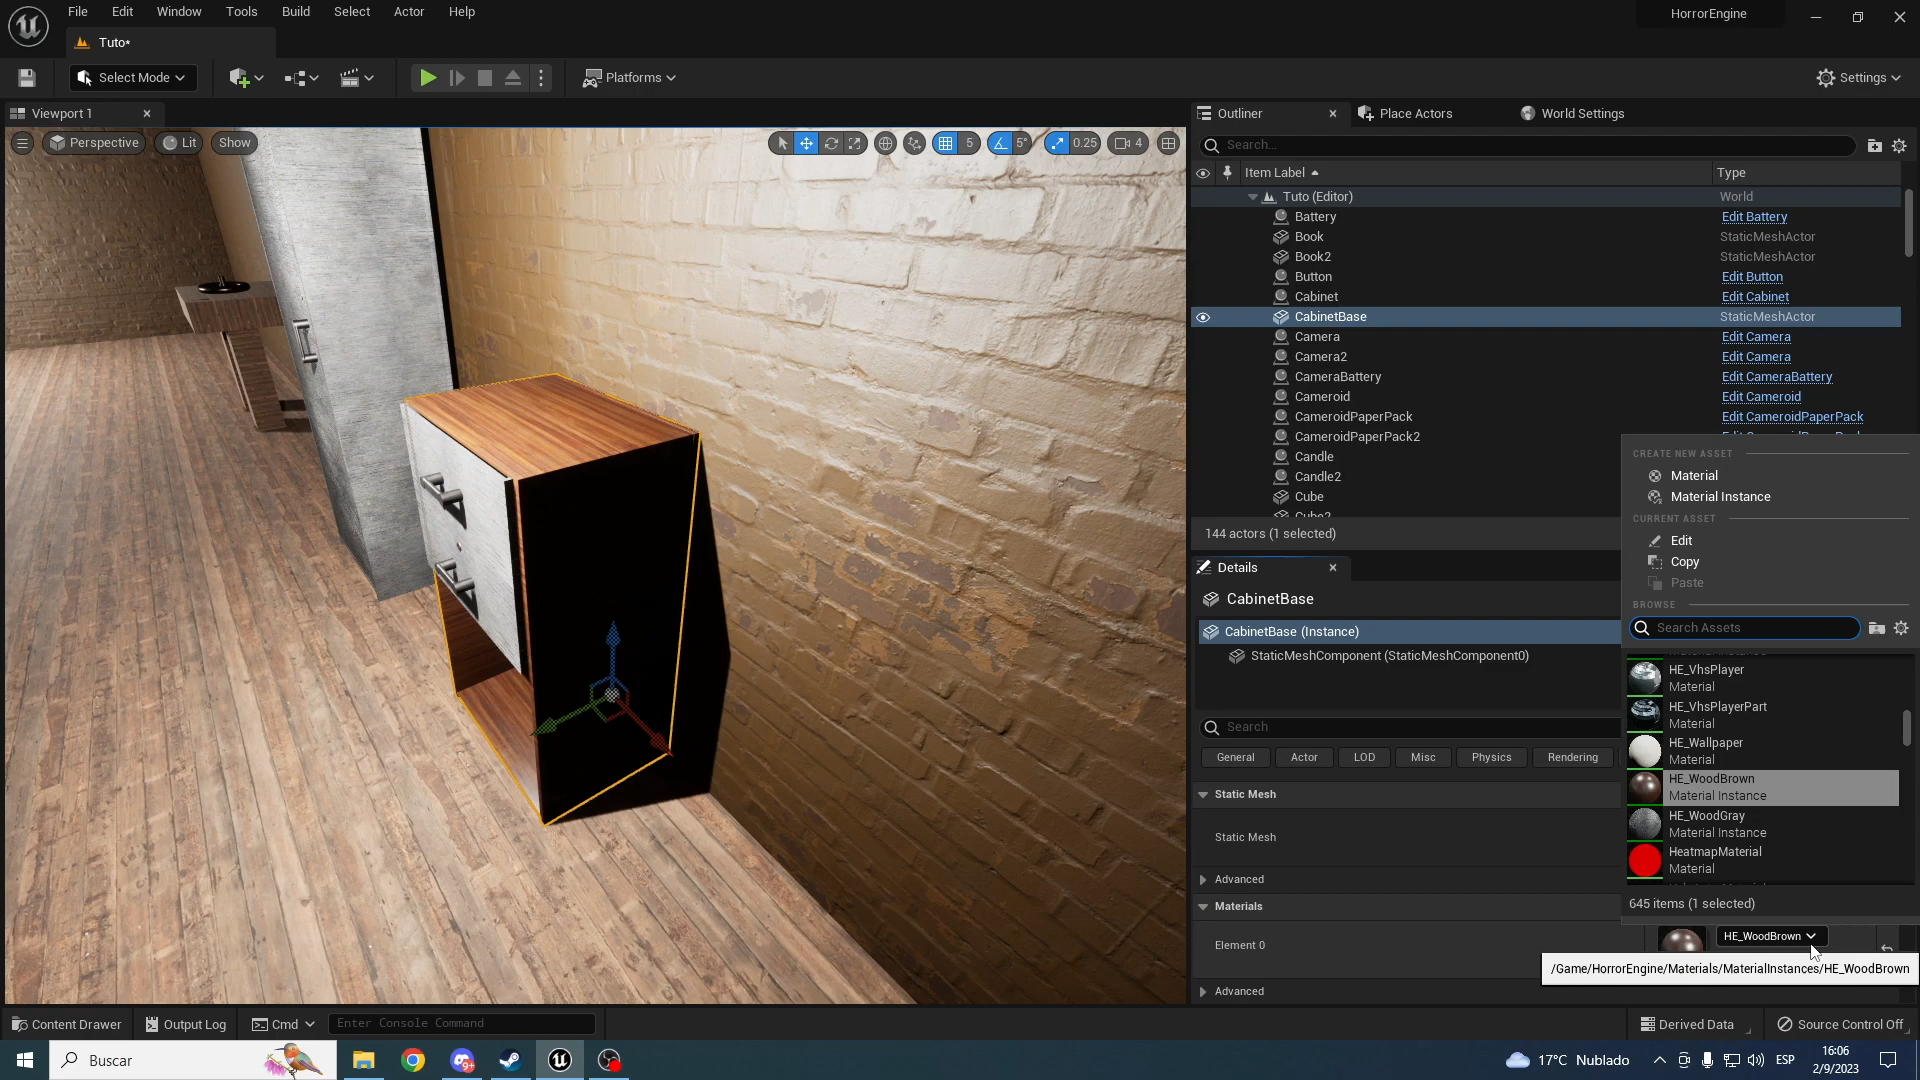 File Edit Window Tools Build Select Actor Help
HorrorEngine
Tuto*
Select Mode
Platforms
Settings
Viewport 1
Outliner
Place Actors
World Settings
Perspective
Lit
Show
5
5°
0.25
4
Search...
Item Label
Type
Tuto (Editor)
World
Battery
Edit Battery
Book
StaticMeshActor
Book2
StaticMeshActor
Button
Edit Button
Cabinet
Edit Cabinet
CabinetBase
StaticMeshActor
Camera
Edit Camera
Camera2
Edit Camera
CameraBattery
Edit CameraBattery
Cameroid
Edit Cameroid
CameroidPaperPack
Edit CameroidPaperPack
CameroidPaperPack2
Candle
Candle2
Cube
144 actors (1 selected)
Details
CabinetBase
CabinetBase (Instance)
StaticMeshComponent (StaticMeshComponent0)
Search
General
Actor
LOD
Misc
Physics
Rendering
Static Mesh
Static Mesh
Advanced
Materials
Element 0
Advanced
CREATE NEW ASSET
Material
Material Instance
CURRENT ASSET
Edit
Copy
Paste
BROWSE
Search Assets
HE_VhsPlayer
Material
HE_VhsPlayerPart
Material
HE_Wallpaper
Material
HE_WoodBrown
Material Instance
HE_WoodGray
Material Instance
HeatmapMaterial
Material
645 items (1 selected)
HE_WoodBrown
/Game/HorrorEngine/Materials/MaterialInstances/HE_WoodBrown
Content Drawer
Output Log
Cmd
Enter Console Command
Derived Data
Source Control Off
Buscar
9+
17°C Nublado
ESP
16:06
2/9/2023